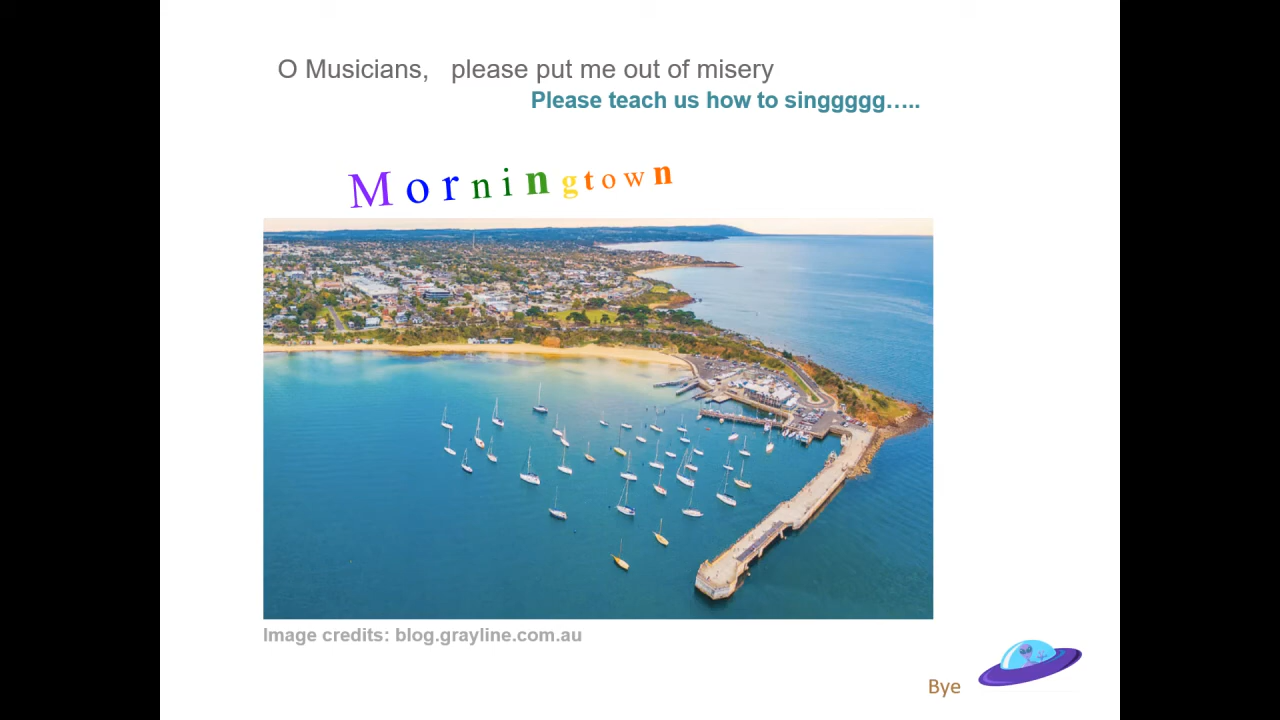 O Musicians, please put me out of misery
Please teach us how to singgggg.....
Morningtown
Image credits: blog.grayline.com.au
Bye